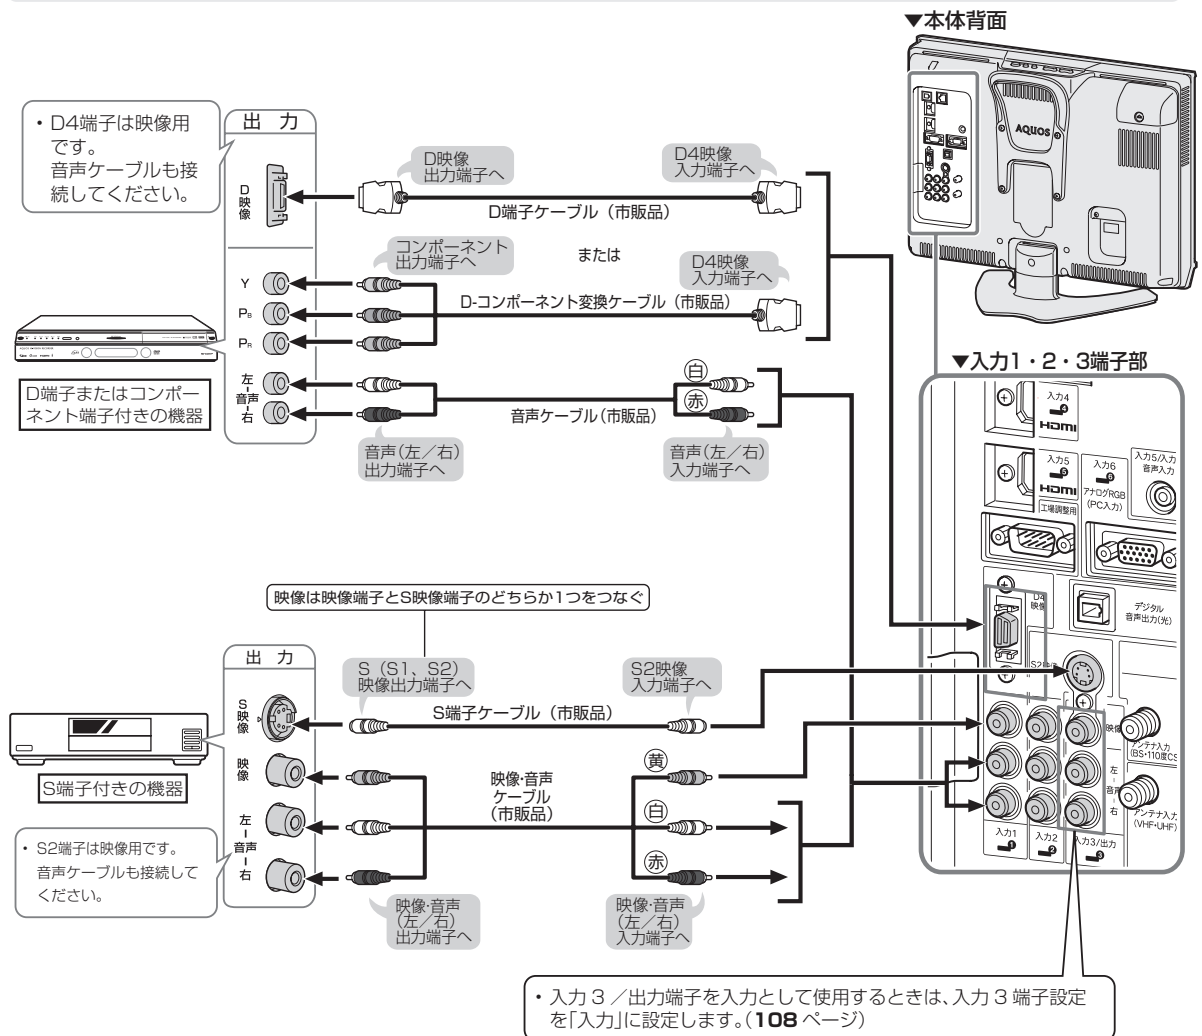 ▼本体背面
AQUOS
・D4端子は映像用
です。
音声ケーブルも接
続してください。
出 力
D映像
D映像
出力端子へ
D4映像
入力端子へ
D端子ケーブル（市販品）
または
コンポーネント
出力端子へ
D4映像
入力端子へ
D-コンポーネント変換ケーブル（市販品）
Y
PB
PR
左-音声-右
白
赤
音声ケーブル（市販品）
音声（左／右）
出力端子へ
音声（左／右）
入力端子へ
D端子またはコンポー
ネント端子付きの機器
▼入力1・2・3端子部
入力4
4
HDMI
入力5
5
HDMI
入力6
6
アナログRGB
（PC入力）
入力5/入力
音声入力
工場調整用
D4
映像
デジタル
音声出力（光）
映像
左-音声-右
アンテナ入力
（BS・110度CS
アンテナ入力
（VHF・UHF）
入力1
1
入力2
2
入力3/出力
3
映像は映像端子とS映像端子のどちらか1つをつなぐ
出 力
S映像
S（S1、S2）
映像出力端子へ
S2映像
入力端子へ
S端子ケーブル（市販品）
映像
左-音声-右
映像・音声
ケーブル
（市販品）
黄
白
赤
映像・音声
（左／右）
出力端子へ
映像・音声
（左／右）
入力端子へ
S端子付きの機器
・S2端子は映像用です。
音声ケーブルも接続して
ください。
・入力3／出力端子を入力として使用するときは、入力3端子設定
を「入力」に設定します。（108ページ）